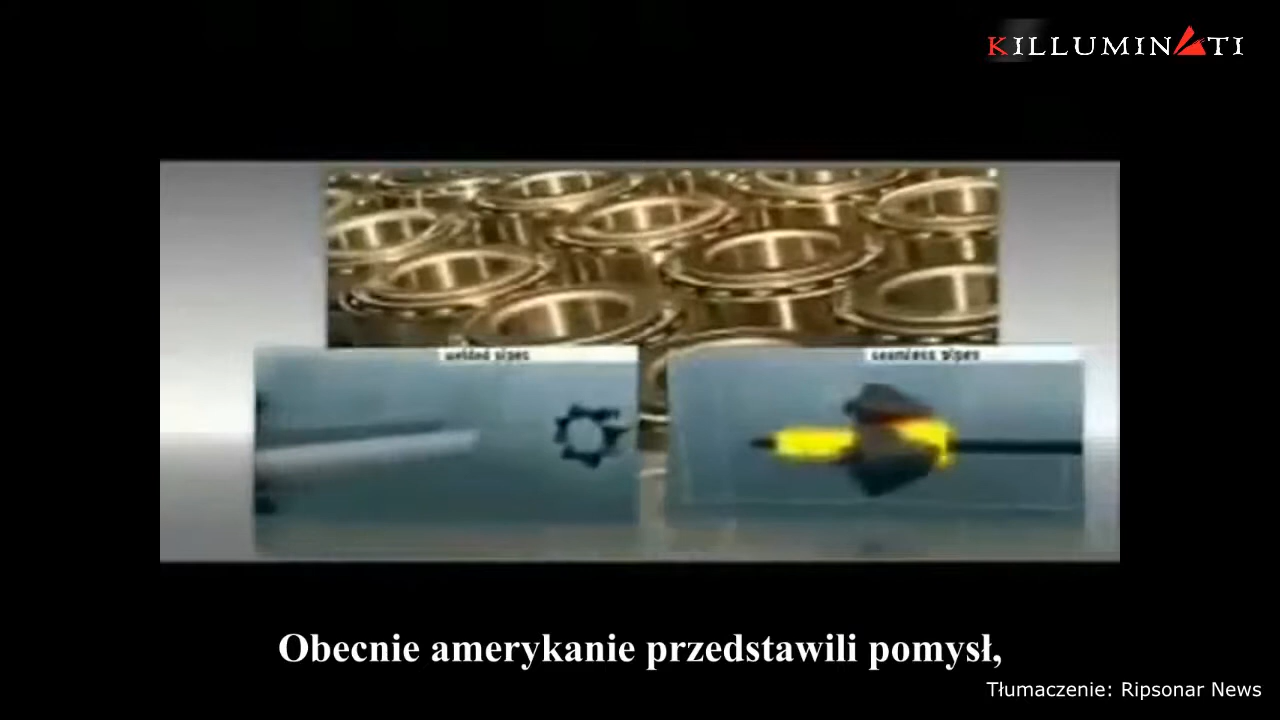 KILLUMINATI
welded pipes
seamless pipes
Obecnie amerykanie przedstawili pomysł,
Tłumaczenie: Ripsonar News